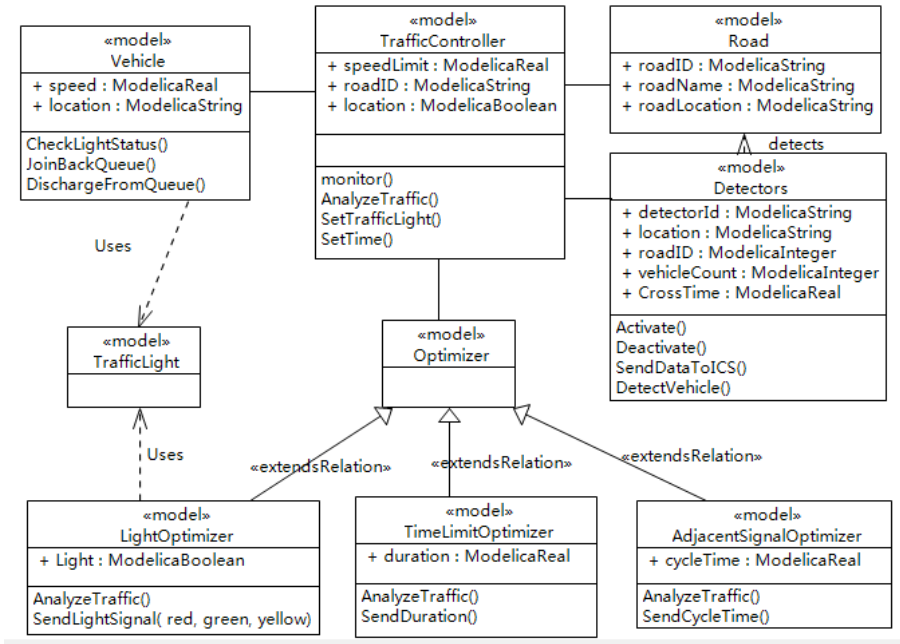 «model»
Vehicle
+ speed : ModelicaReal
+ location : ModelicaString
CheckLightStatus()
JoinBackQueue()
DischargeFromQueue()
«model»
TrafficController
+ speedLimit : ModelicaReal
+ roadID : ModelicaString
+ location : ModelicaBoolean
monitor()
AnalyzeTraffic()
SetTrafficLight()
SetTime()
«model»
Road
+ roadID : ModelicaString
+ roadName : ModelicaString
+ roadLocation : ModelicaString
detects
«model»
Detectors
+ detectorId : ModelicaString
+ location : ModelicaString
+ roadID : ModelicaInteger
+ vehicleCount : ModelicaInteger
+ CrossTime : ModelicaReal
Activate()
Deactivate()
SendDataToICS()
DetectVehicle()
Uses
«model»
TrafficLight
«model»
Optimizer
Uses
«extendsRelation»
«extendsRelation»
«extendsRelation»
«model»
LightOptimizer
+ Light : ModelicaBoolean
AnalyzeTraffic()
SendLightSignal( red, green, yellow)
«model»
TimeLimitOptimizer
+ duration : ModelicaReal
AnalyzeTraffic()
SendDuration()
«model»
AdjacentSignalOptimizer
+ cycleTime : ModelicaReal
AnalyzeTraffic()
SendCycleTime()